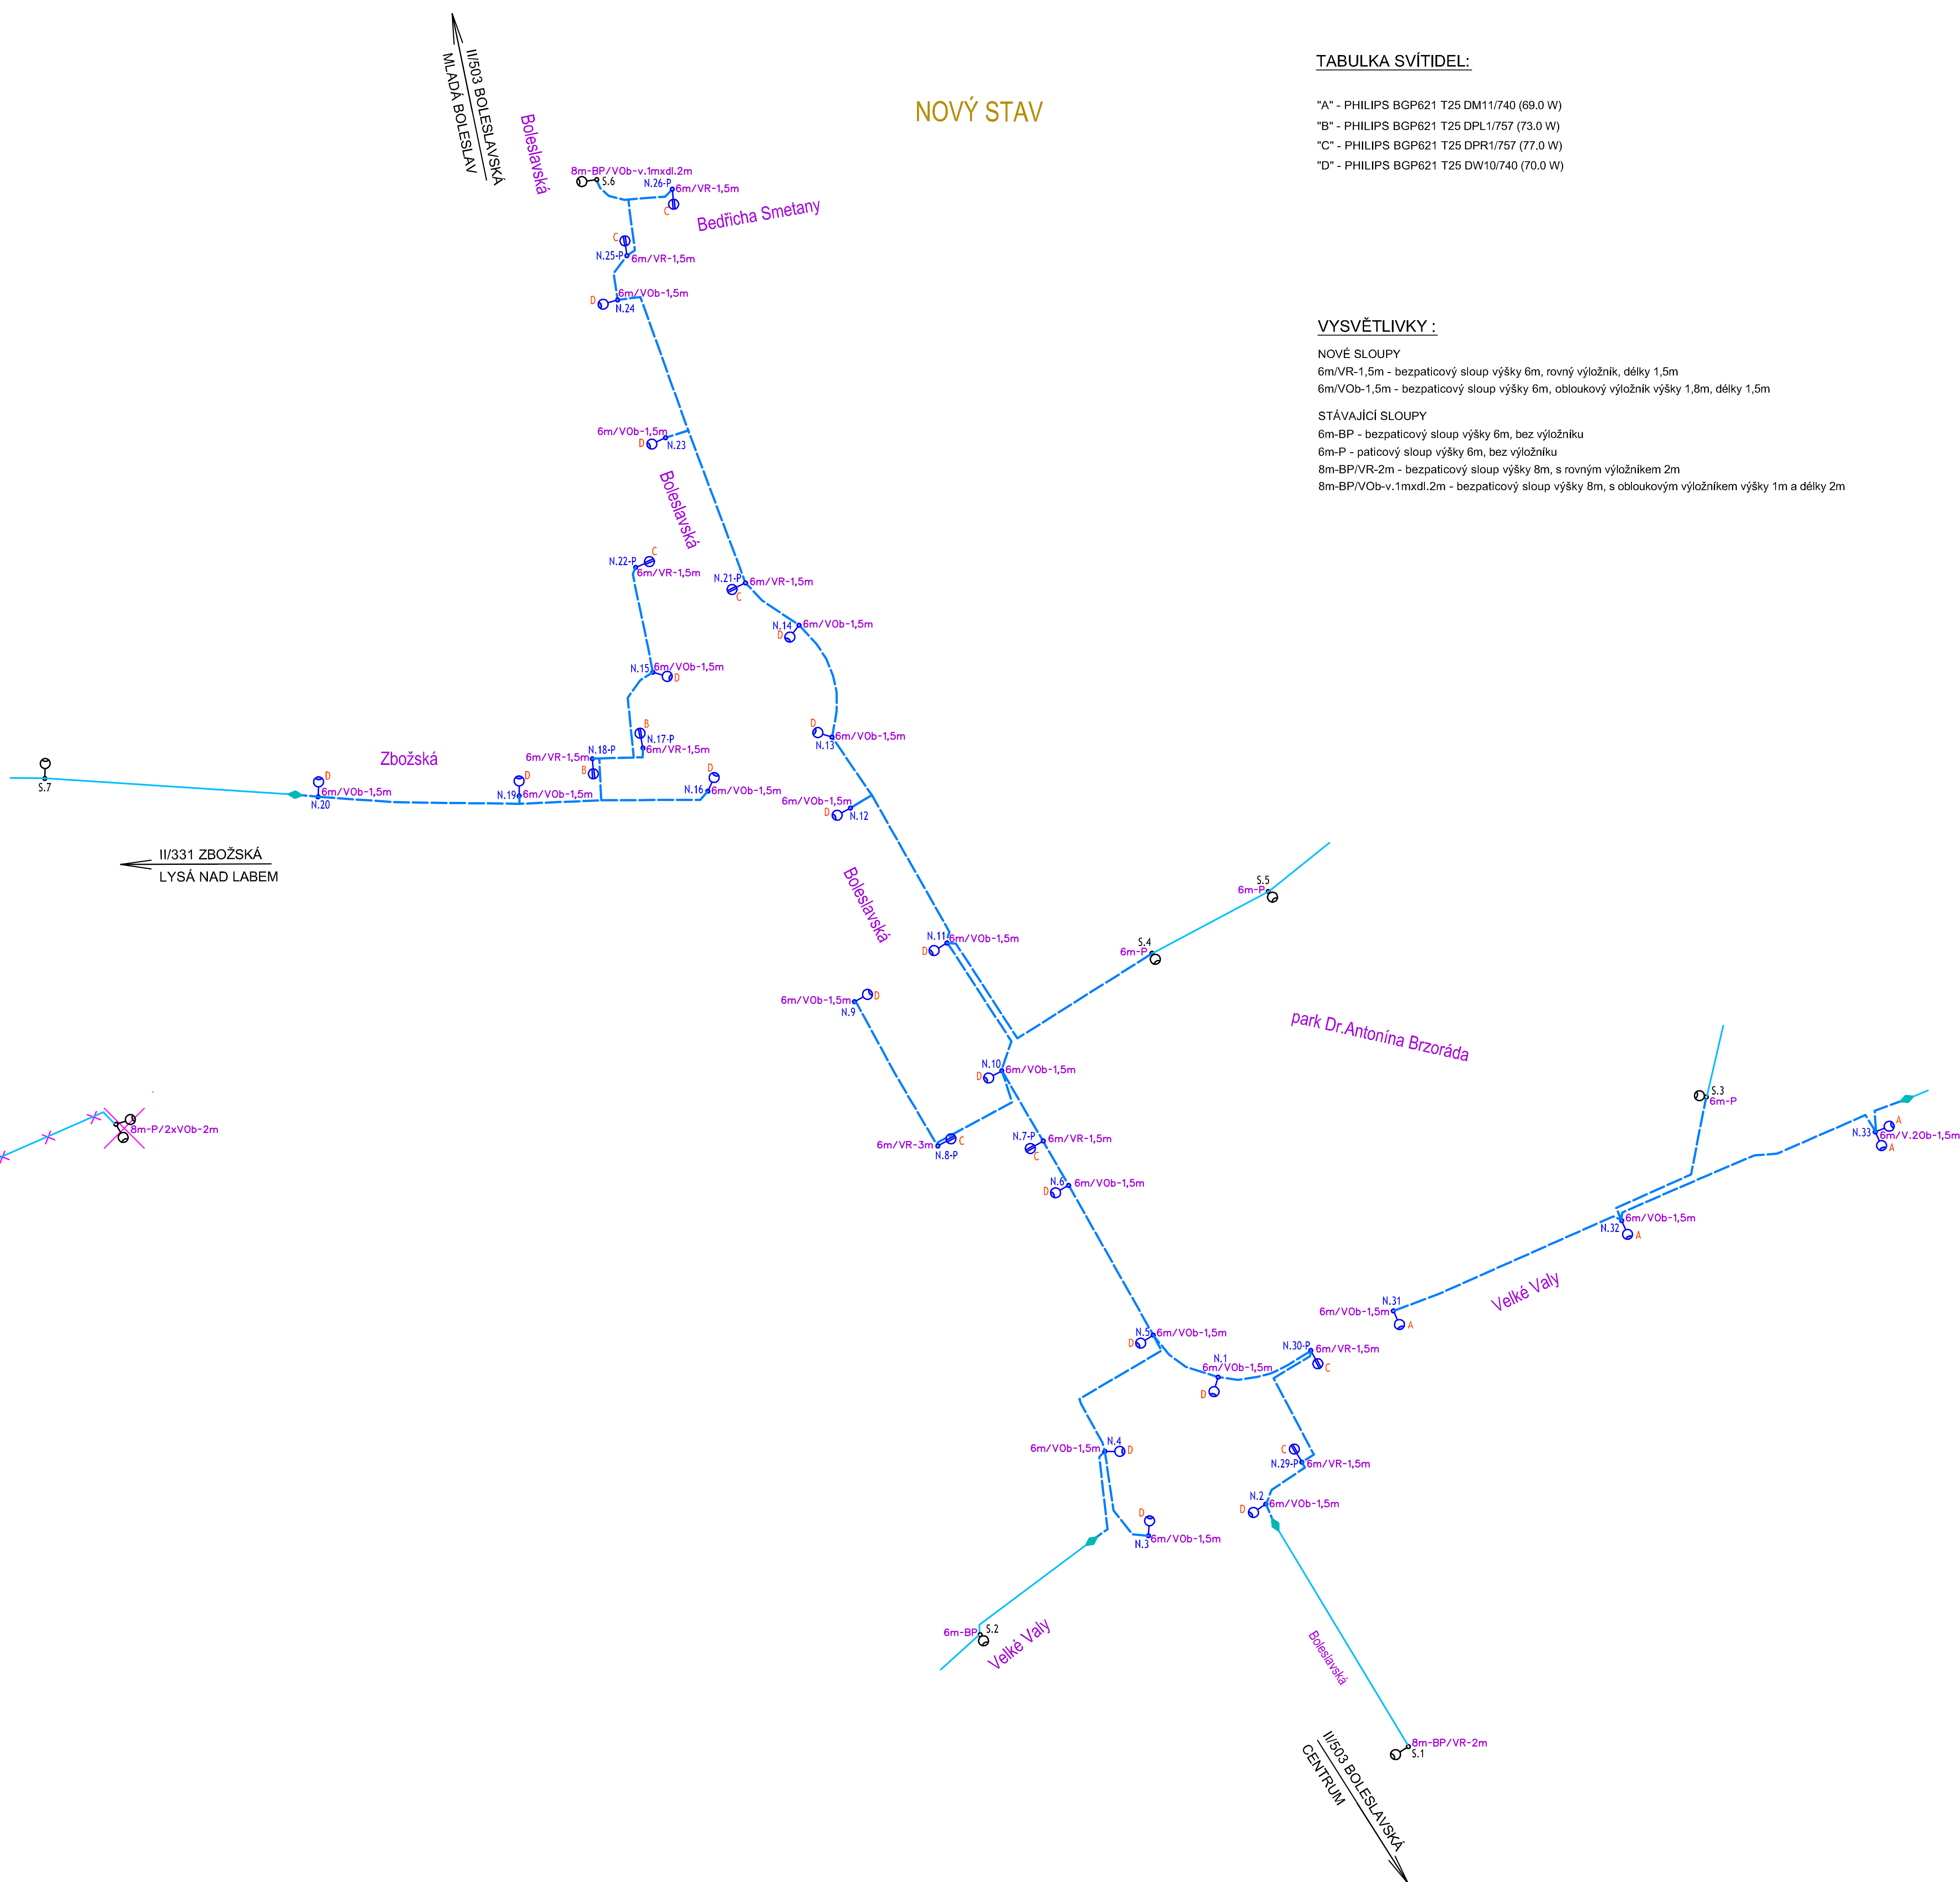 II/503 BOLESLAVSKÁ
MLADÁ BOLESLAV
Boleslavská
NOVÝ STAV
TABULKA SVÍTIDEL:
"A" - PHILIPS BGP621 T25 DM11/740 (69.0 W)
"B" - PHILIPS BGP621 T25 DPL1/757 (73.0 W)
"C" - PHILIPS BGP621 T25 DPR1/757 (77.0 W)
"D" - PHILIPS BGP621 T25 DW10/740 (70.0 W)
VYSVĚTLIVKY :
NOVÉ SLOUPY
6m/VR-1,5m - bezpaticový sloup výšky 6m, rovný výložník, délky 1,5m
6m/VOb-1,5m - bezpaticový sloup výšky 6m, obloukový výložník výšky 1,8m, délky 1,5m
STÁVAJÍCÍ SLOUPY
6m-BP - bezpaticový sloup výšky 6m, bez výložníku
6m-P - paticový sloup výšky 6m, bez výložníku
8m-BP/VR-2m - bezpaticový sloup výšky 8m, s rovným výložníkem 2m
8m-BP/VOb-v.1mxdl.2m - bezpaticový sloup výšky 8m, s obloukovým výložníkem výšky 1m a délky 2m
8m-BP/VOb-v.1mxdl.2m
S.6
N.26-P
6m/VR-1,5m
C
Bedřicha Smetany
C
N.25-P
6m/VR-1,5m
6m/VOb-1,5m
D
N.24
6m/VOb-1,5m
D
N.23
Boleslavská
C
N.22-P
6m/VR-1,5m
N.21-P
6m/VR-1,5m
C
N.14
6m/VOb-1,5m
D
N.15
6m/VOb-1,5m
D
D
6m/VOb-1,5m
N.13
B
N.17-P
6m/VR-1,5m
N.18-P
6m/VR-1,5m
B
Zbožská
S.7
D
6m/VOb-1,5m
N.20
D
N.19
6m/VOb-1,5m
D
N.16
6m/VOb-1,5m
6m/VOb-1,5m
D
N.12
II/331 ZBOŽSKÁ
LYSÁ NAD LABEM
Boleslavská
S.5
6m-P
N.11
6m/VOb-1,5m
D
S.4
6m-P
6m/VOb-1,5m
D
N.9
park Dr.Antonína Brzoráda
N.10
6m/VOb-1,5m
D
S.3
6m-P
8m-P/2xVOb-2m
6m/VR-3m
C
N.8-P
N.7-P
6m/VR-1,5m
C
A
N.33
6m/V.2Ob-1,5m
A
N.6
6m/VOb-1,5m
D
6m/VOb-1,5m
N.32
A
Velké Valy
N.31
6m/VOb-1,5m
A
N.5
6m/VOb-1,5m
D
N.1
6m/VOb-1,5m
D
N.30-P
6m/VR-1,5m
C
N.4
6m/VOb-1,5m
D
C
N.29-P
6m/VR-1,5m
N.2
6m/VOb-1,5m
D
D
6m/VOb-1,5m
N.3
6m-BP
S.2
Velké Valy
Boleslavská
8m-BP/VR-2m
S.1
II/503 BOLESLAVSKÁ
CENTRUM